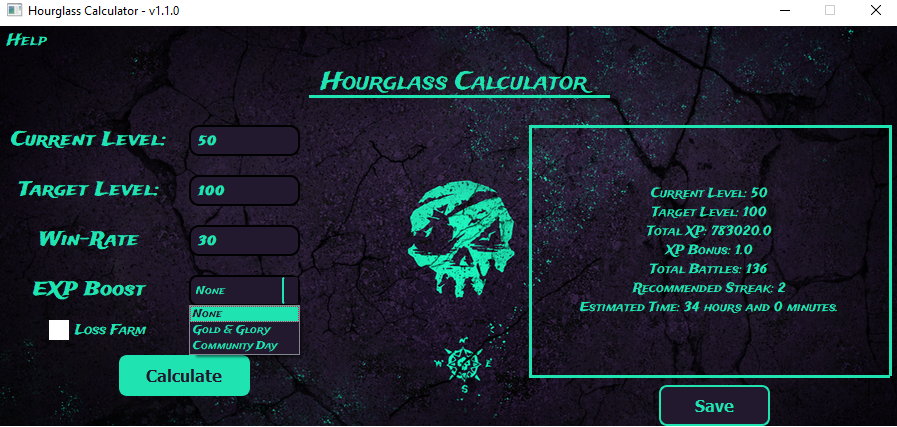 Hourglass Calculator - v1.1.0
Help
Hourglass Calculator
Current Level: 50
Target Level: 100
Win-Rate 30
EXP Boost None
None
Gold & Glory
Community Day
Loss Farm
Calculate
N
W E
S
Current Level: 50
Target Level: 100
Total XP: 783020.0
XP Bonus: 1.0
Total Battles: 136
Recommended Streak: 2
Estimated Time: 34 hours and 0 minutes.
Save